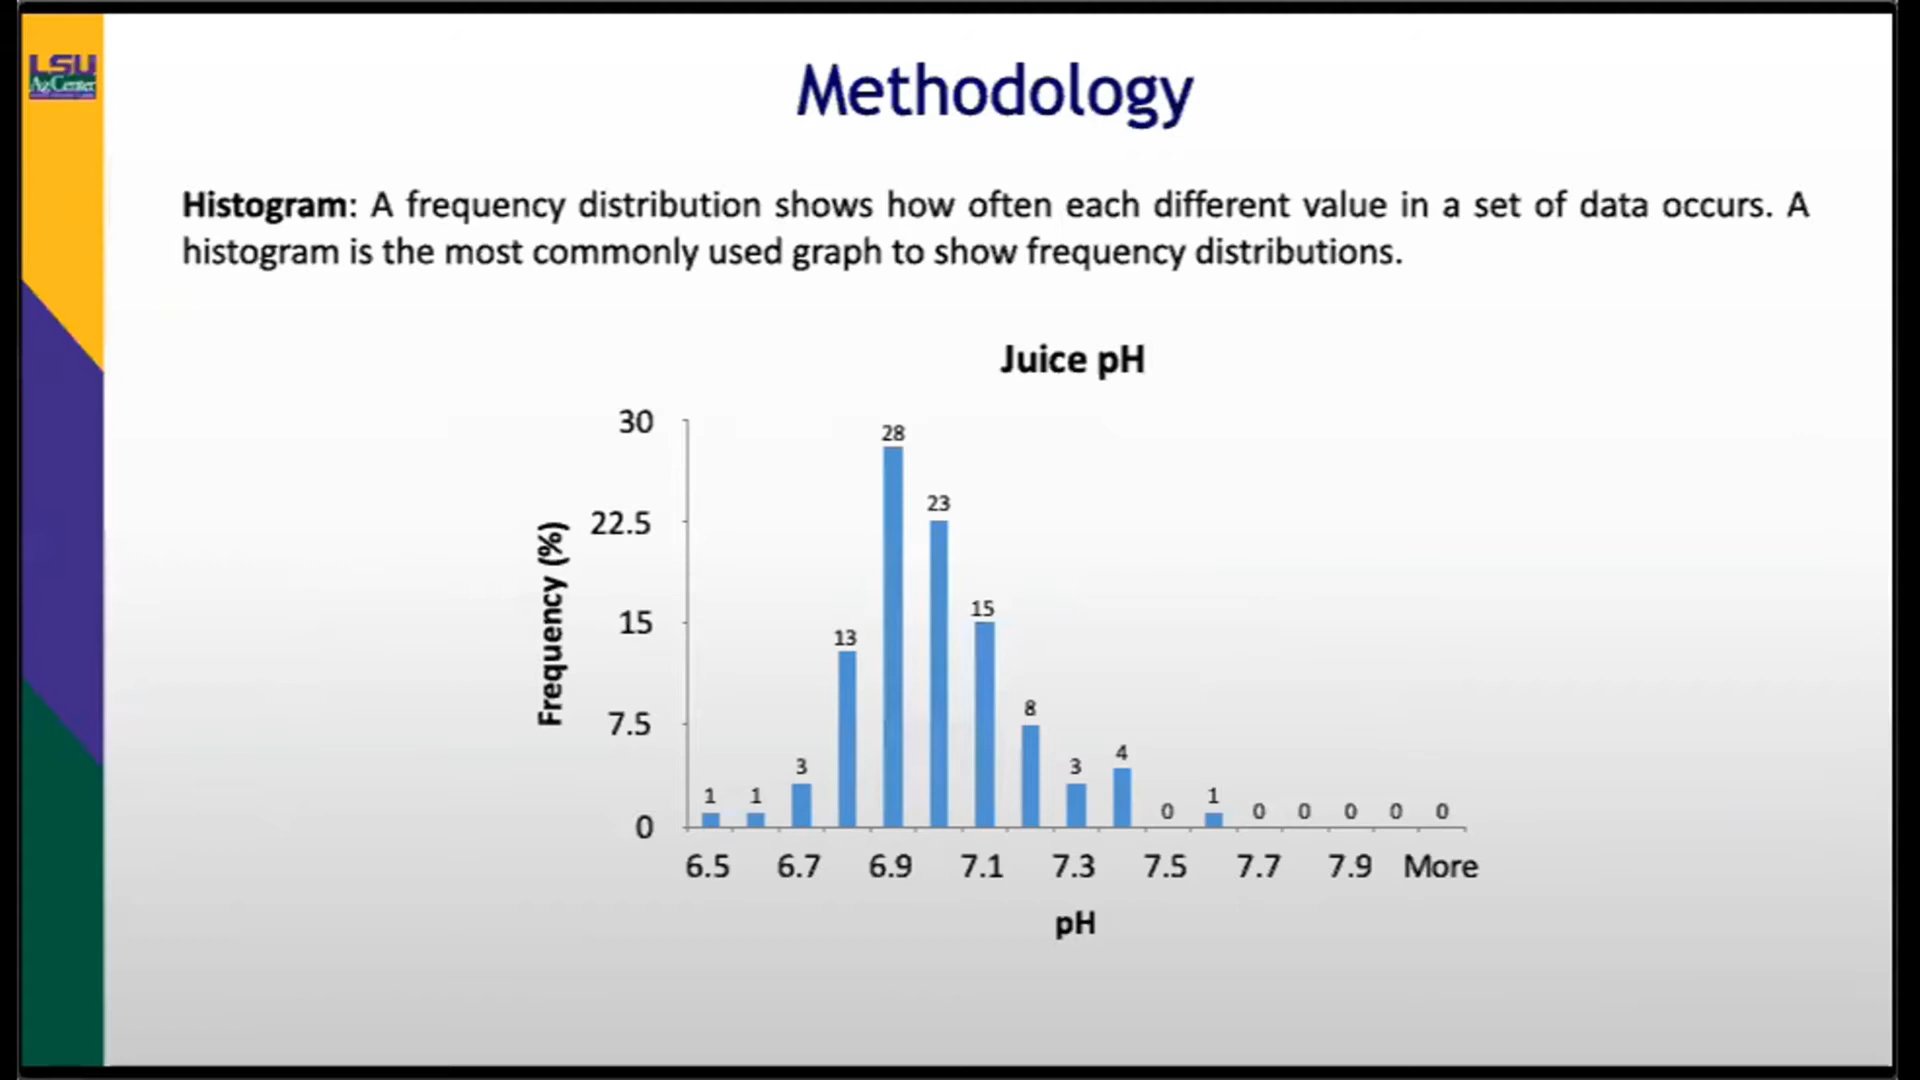 LSU
AgCenter
Methodology
Histogram: A frequency distribution shows how often each different value in a set of data occurs. A
histogram is the most commonly used graph to show frequency distributions.
Juice pH
30
22.5
15
7.5
0
Frequency (%)
1 1 3 13 28 23 15 8 3 4 0 1 0 0 0 0 0
6.5 6.7 6.9 7.1 7.3 7.5 7.7 7.9 More
pH